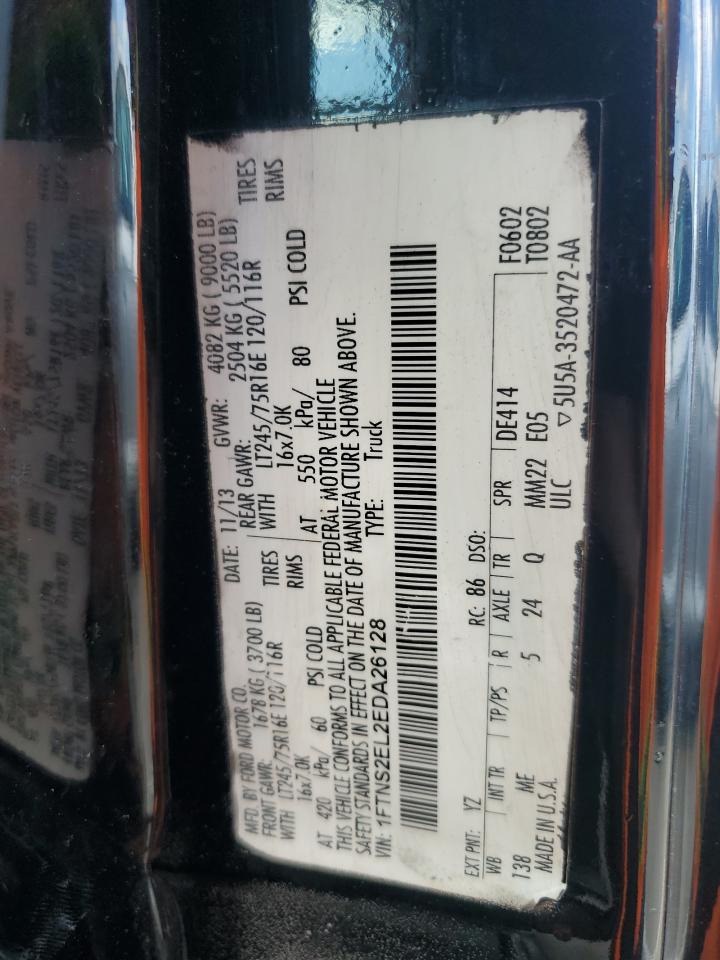 MFD. BY FORD MOTOR CO. DATE: 11/13 GVWR: 4082 KG ( 9000 LB)
FRONT GAWR: 1678 KG ( 3700 LB) REAR GAWR: 2504 KG ( 5520 LB)
WITH LT245/75R16E 120/116R TIRES WITH LT245/75R16E 120/116R TIRES
16x7.0K RIMS 16x7.0K RIMS
AT 420 kPa/ 60 PSI COLD AT 550 kPa/ 80 PSI COLD
THIS VEHICLE CONFORMS TO ALL APPLICABLE FEDERAL MOTOR VEHICLE
SAFETY STANDARDS IN EFFECT ON THE DATE OF MANUFACTURE SHOWN ABOVE.
VIN: 1FTNS2EL2EDA26128 TYPE: Truck
EXT PNT: YZ RC: 86 DSO:
WB INT TR TP/PS R AXLE TR SPR DE414 F0602
138 ME 5 24 Q MM22 E05 T0802
MADE IN U.S.A. ULC ▽ 5U5A-3520472-AA